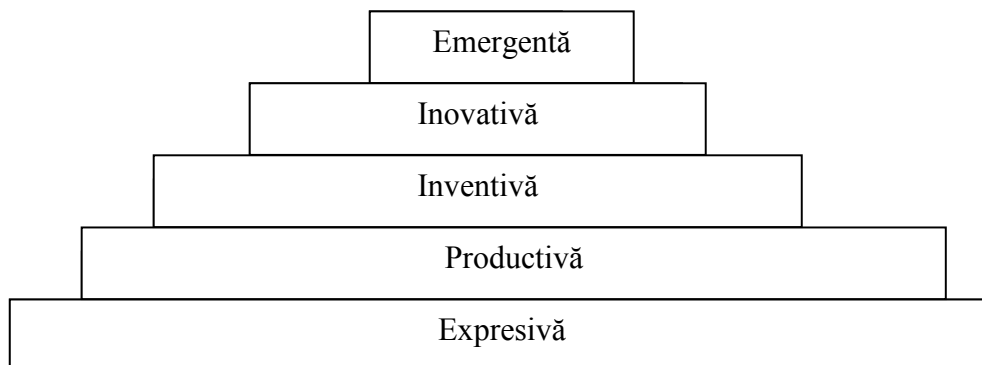 Emergentă
Inovativă
Inventivă
Productivă
Expresivă